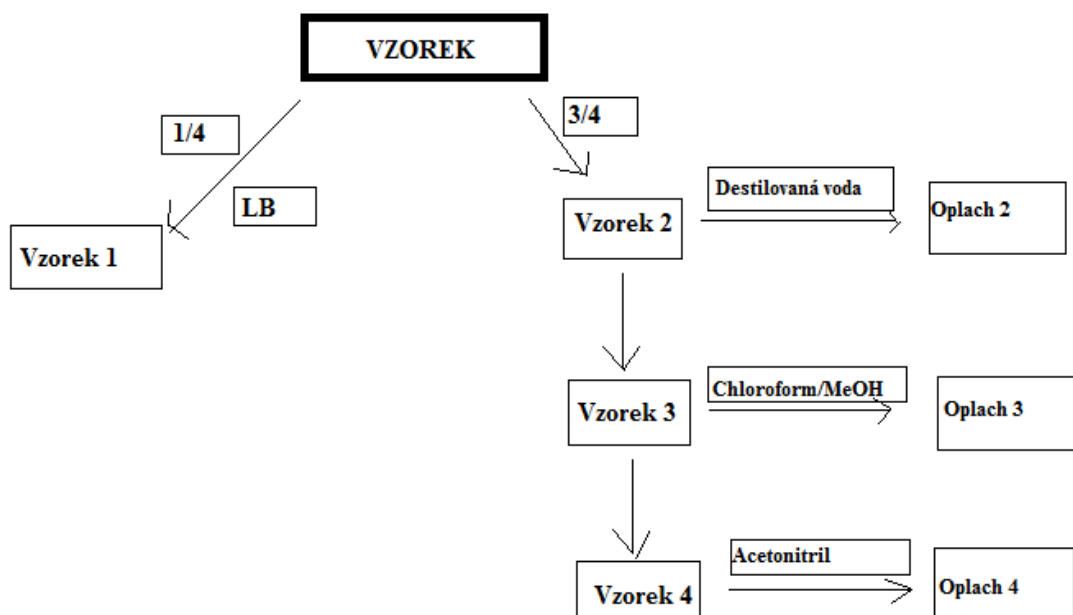 VZOREK
1/4
3/4
LB
Vzorek 1
Vzorek 2
Destilovaná voda
Oplach 2
Vzorek 3
Chloroform/MeOH
Oplach 3
Vzorek 4
Acetonitril
Oplach 4